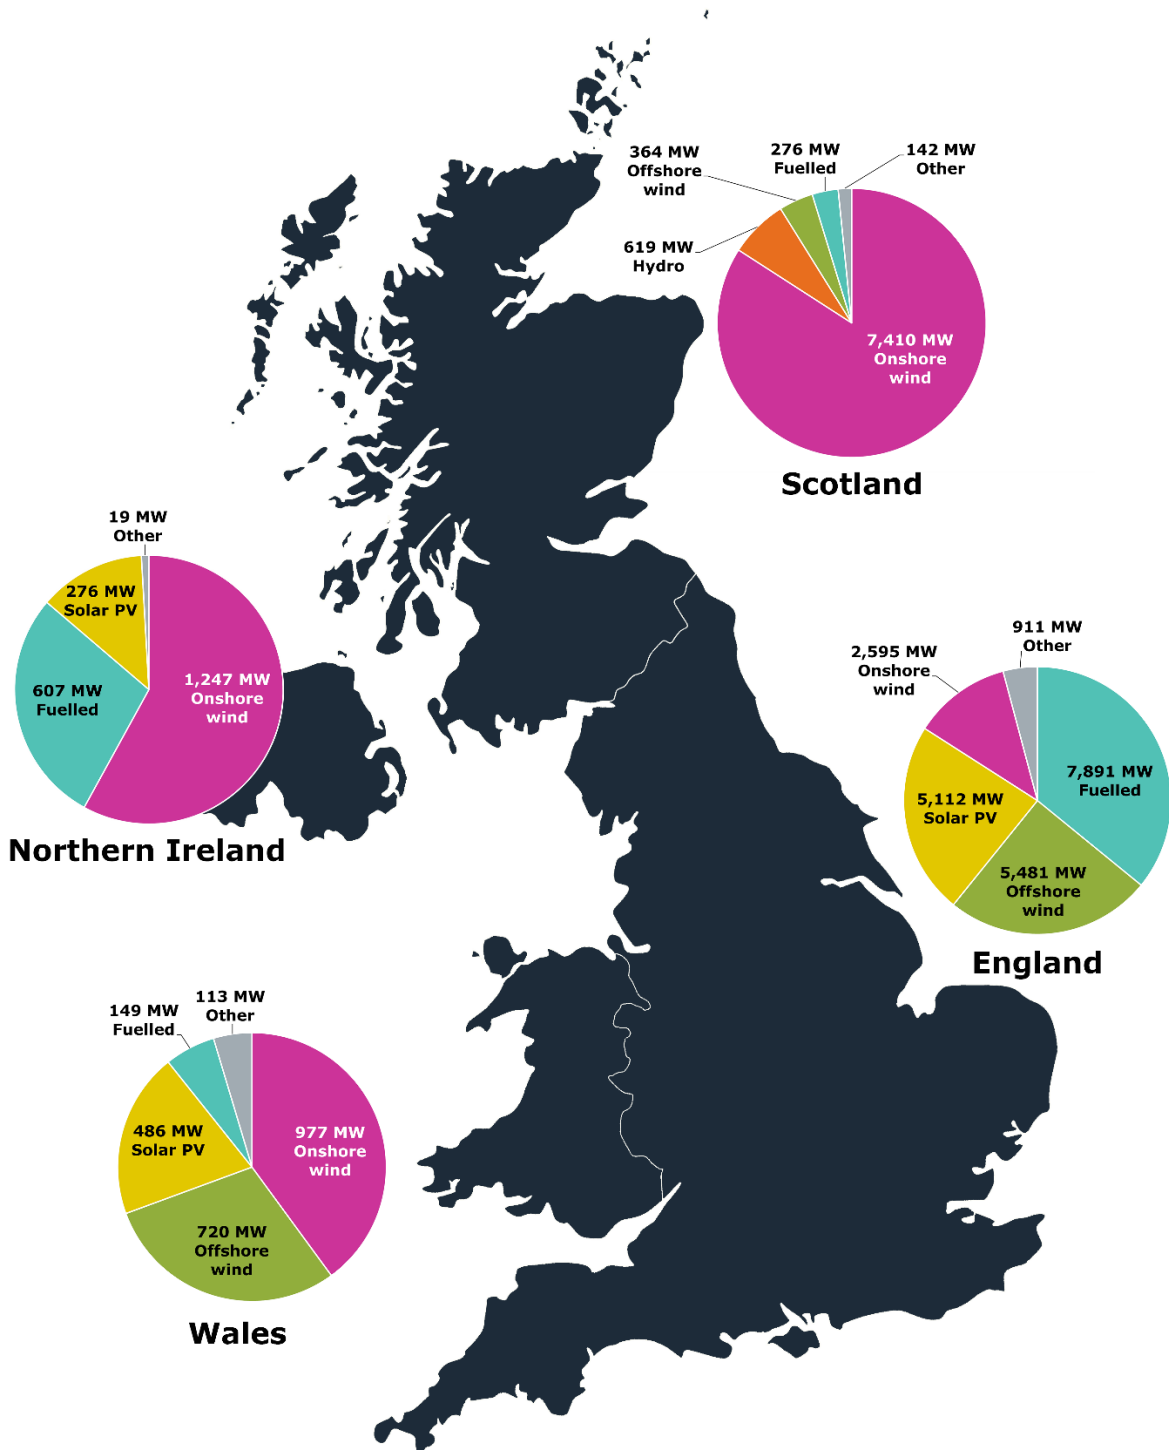 364 MW
Offshore
wind
276 MW
Fuelled
142 MW
Other
619 MW
Hydro
7,410 MW
Onshore
wind
Scotland
19 MW
Other
276 MW
Solar PV
607 MW
Fuelled
1,247 MW
Onshore
wind
Northern Ireland
911 MW
Other
2,595 MW
Onshore
wind
7,891 MW
Fuelled
5,112 MW
Solar PV
5,481 MW
Offshore
wind
England
113 MW
Other
149 MW
Fuelled
486 MW
Solar PV
977 MW
Onshore
wind
720 MW
Offshore
wind
Wales